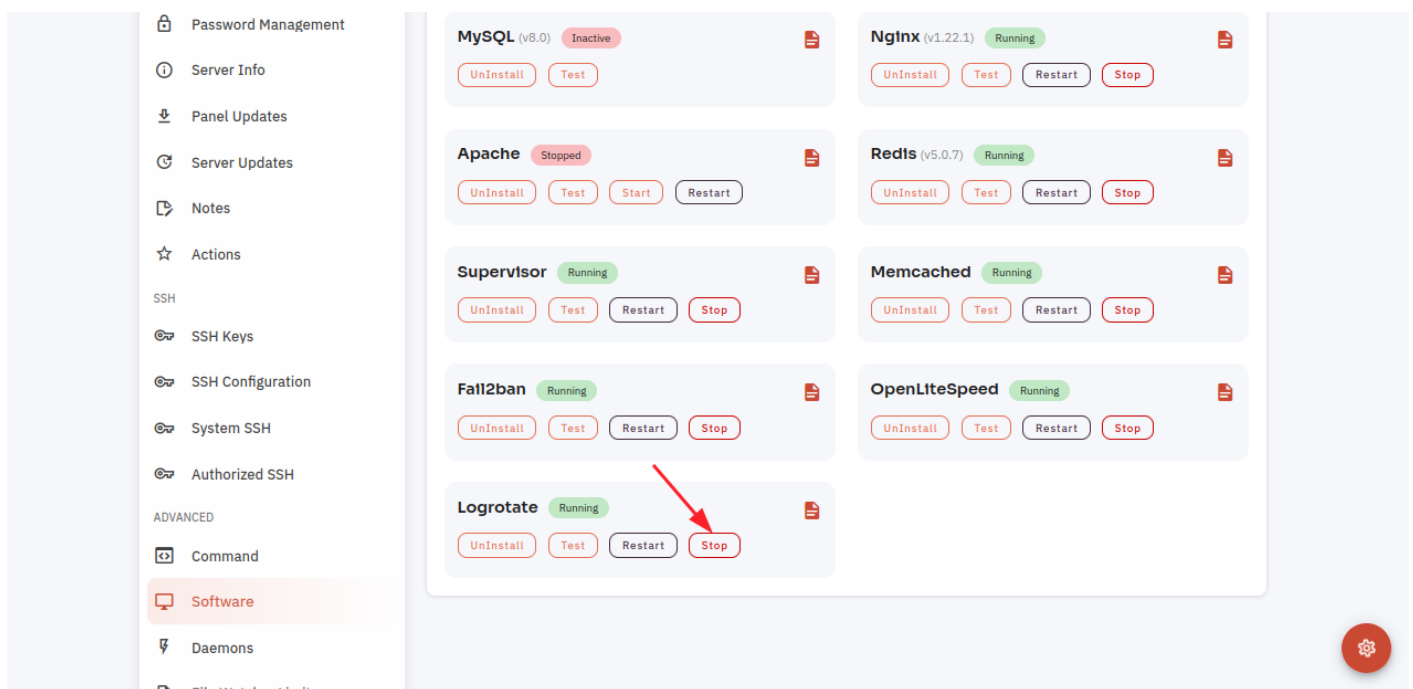 Password Management
Server Info
Panel Updates
Server Updates
Notes
Actions
SSH
SSH Keys
SSH Configuration
System SSH
Authorized SSH
ADVANCED
Command
Software
Daemons
MySQL (v8.0) Inactive
UnInstall Test
Nginx (v1.22.1) Running
UnInstall Test Restart Stop
Apache Stopped
UnInstall Test Start Restart
Redis (v5.0.7) Running
UnInstall Test Restart Stop
Supervisor Running
UnInstall Test Restart Stop
Memcached Running
UnInstall Test Restart Stop
Fail2ban Running
UnInstall Test Restart Stop
OpenLiteSpeed Running
UnInstall Test Restart Stop
Logrotate Running
UnInstall Test Restart Stop